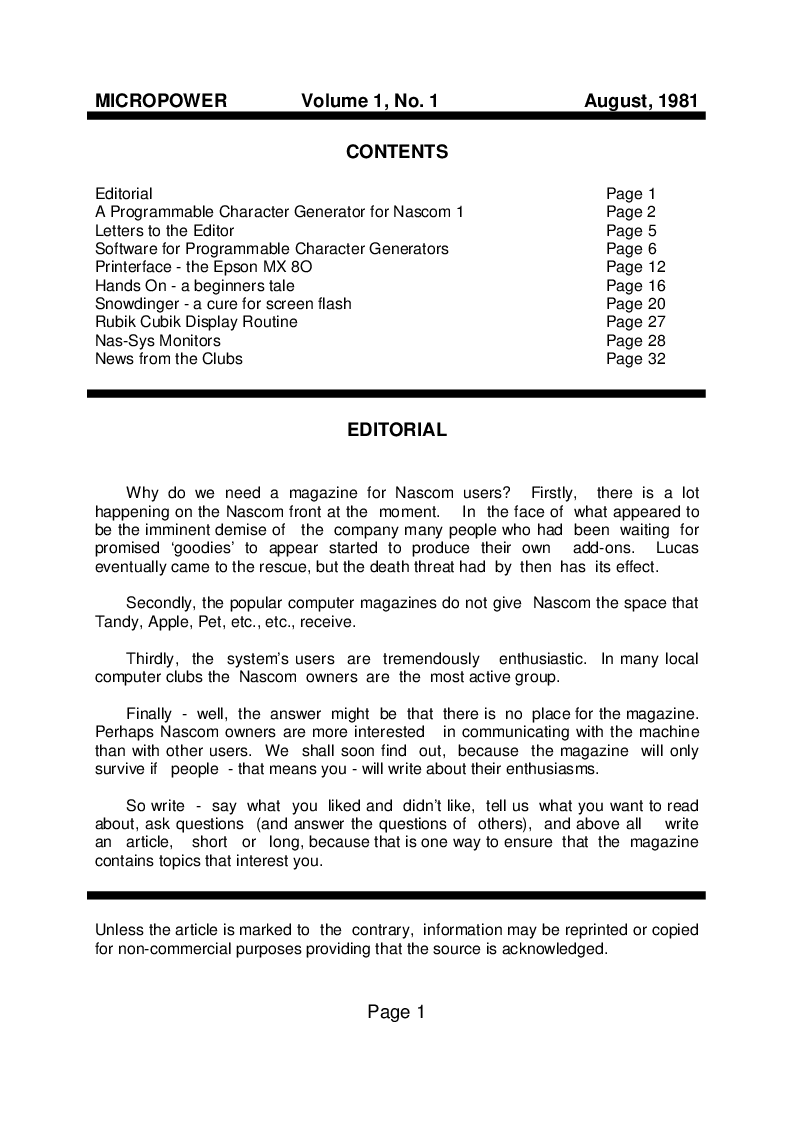 MICROPOWER Volume 1, No. 1 August, 1981
CONTENTS
Editorial Page 1
A Programmable Character Generator for Nascom 1 Page 2
Letters to the Editor Page 5
Software for Programmable Character Generators Page 6
Printerface - the Epson MX 8O Page 12
Hands On - a beginners tale Page 16
Snowdinger - a cure for screen flash Page 20
Rubik Cubik Display Routine Page 27
Nas-Sys Monitors Page 28
News from the Clubs Page 32
EDITORIAL
Why do we need a magazine for Nascom users? Firstly, there is a lot
happening on the Nascom front at the moment. In the face of what appeared to
be the imminent demise of the company many people who had been waiting for
promised ‘goodies’ to appear started to produce their own add-ons. Lucas
eventually came to the rescue, but the death threat had by then has its effect.
Secondly, the popular computer magazines do not give Nascom the space that
Tandy, Apple, Pet, etc., etc., receive.
Thirdly, the system’s users are tremendously enthusiastic. In many local
computer clubs the Nascom owners are the most active group.
Finally - well, the answer might be that there is no place for the magazine.
Perhaps Nascom owners are more interested in communicating with the machine
than with other users. We shall soon find out, because the magazine will only
survive if people - that means you - will write about their enthusiasms.
So write - say what you liked and didn’t like, tell us what you want to read
about, ask questions (and answer the questions of others), and above all write
an article, short or long, because that is one way to ensure that the magazine
contains topics that interest you.
Unless the article is marked to the contrary, information may be reprinted or copied
for non-commercial purposes providing that the source is acknowledged.
Page 1